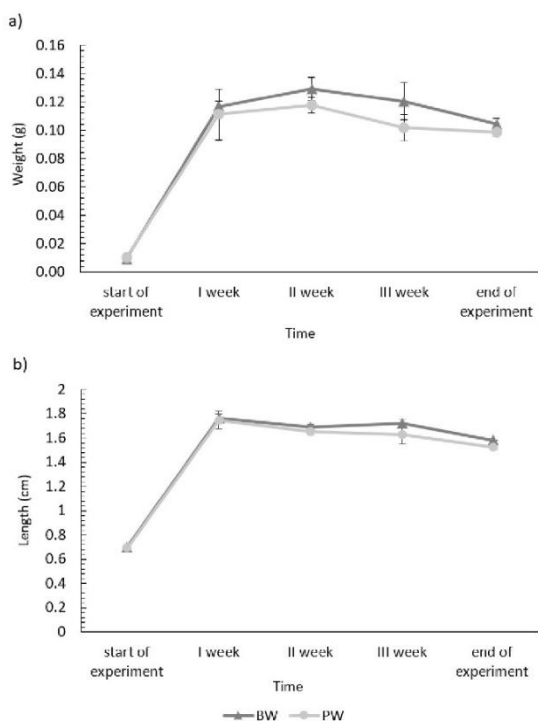 a)
0.16
0.14
0.12
0.10
0.08
0.06
0.04
0.02
0.00
Weight (g)
start of experiment
I week
II week
III week
end of experiment
Time
b)
2
1.8
1.6
1.4
1.2
1
0.8
0.6
0.4
0.2
0
Length (cm)
start of experiment
I week
II week
III week
end of experiment
Time
BW
PW